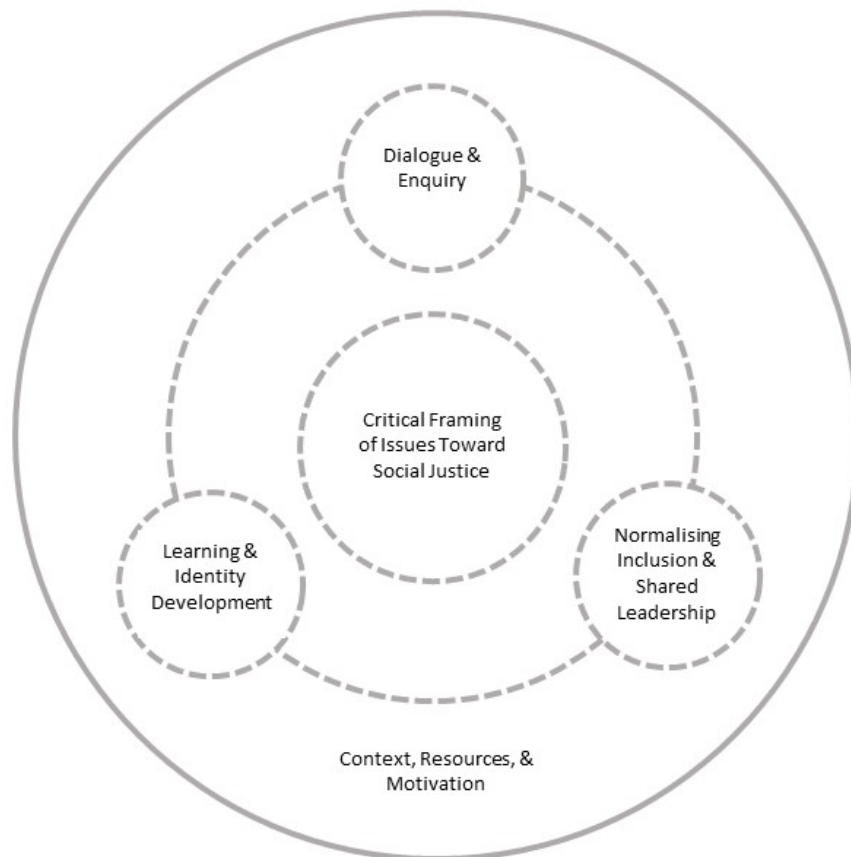 Dialogue &
Enquiry
Critical Framing
of Issues Toward
Social Justice
Learning &
Identity
Development
Normalising
Inclusion &
Shared
Leadership
Context, Resources, &
Motivation